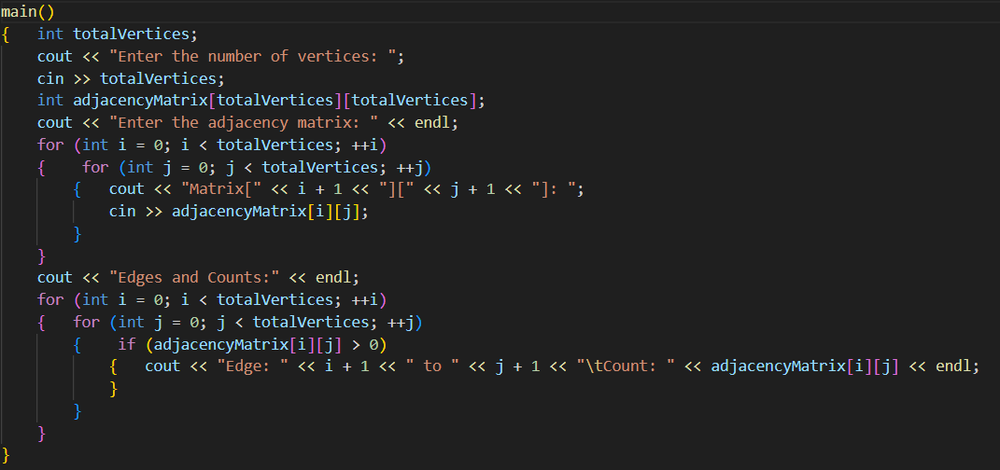 main()
{   int totalVertices;
    cout << "Enter the number of vertices: ";
    cin >> totalVertices;
    int adjacencyMatrix[totalVertices][totalVertices];
    cout << "Enter the adjacency matrix: " << endl;
    for (int i = 0; i < totalVertices; ++i)
    {    for (int j = 0; j < totalVertices; ++j)
        {   cout << "Matrix[" << i + 1 << "][" << j + 1 << "]: ";
            cin >> adjacencyMatrix[i][j];
        }
    }
    cout << "Edges and Counts:" << endl;
    for (int i = 0; i < totalVertices; ++i)
    {   for (int j = 0; j < totalVertices; ++j)
        {    if (adjacencyMatrix[i][j] > 0)
            {   cout << "Edge: " << i + 1 << " to " << j + 1 << "\tCount: " << adjacencyMatrix[i][j] << endl;
            }
        }
    }
}